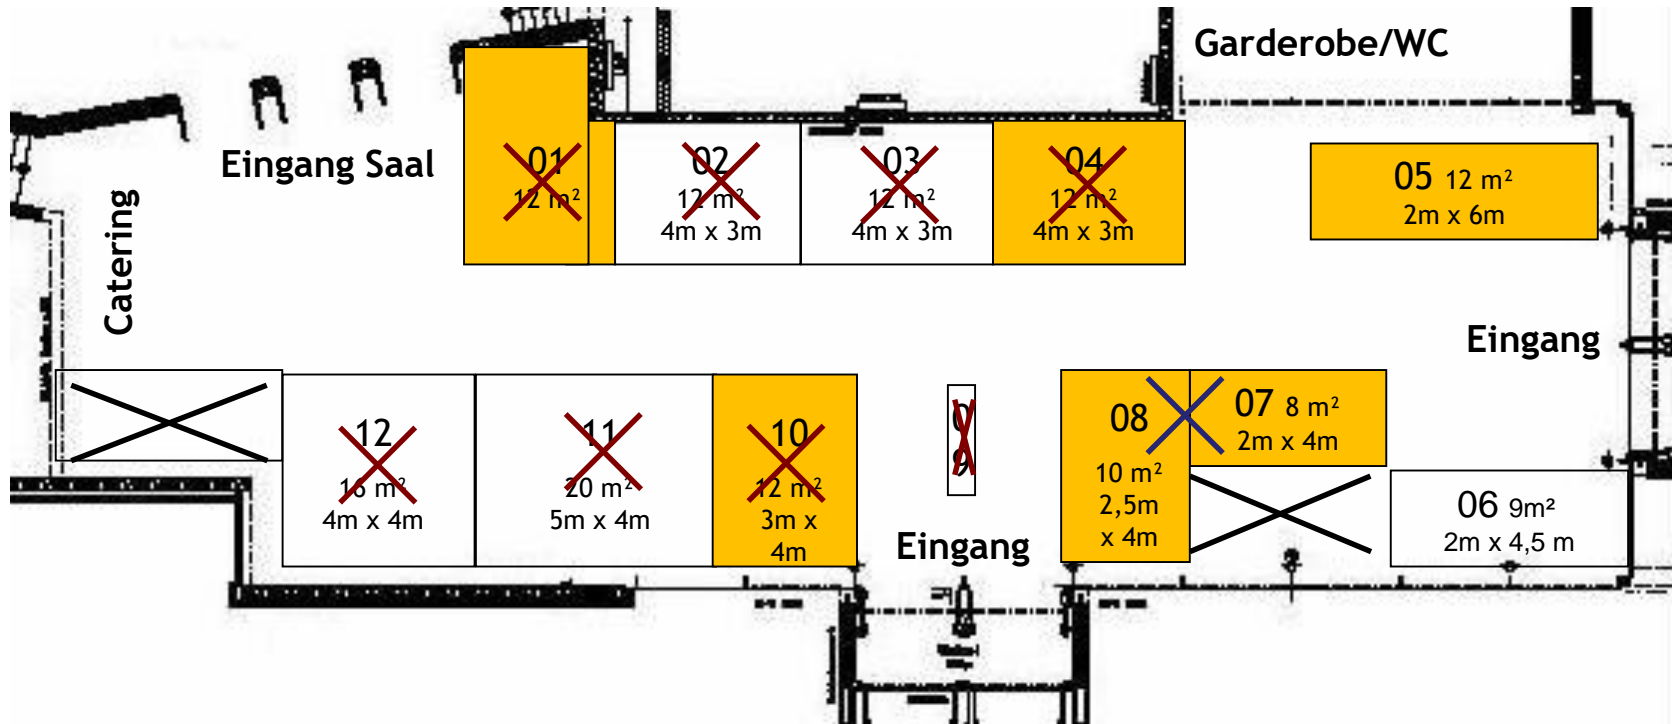 Garderobe/WC
Eingang Saal
Catering
01
12 m²
02
12 m²
4m x 3m
03
12 m²
4m x 3m
04
12 m²
4m x 3m
05 12 m²
2m x 6m
Eingang
12
16 m²
4m x 4m
11
20 m²
5m x 4m
10
12 m²
3m x
4m
0
9
Eingang
08
10 m²
2,5m
x 4m
07 8 m²
2m x 4m
06 9m²
2m x 4,5 m